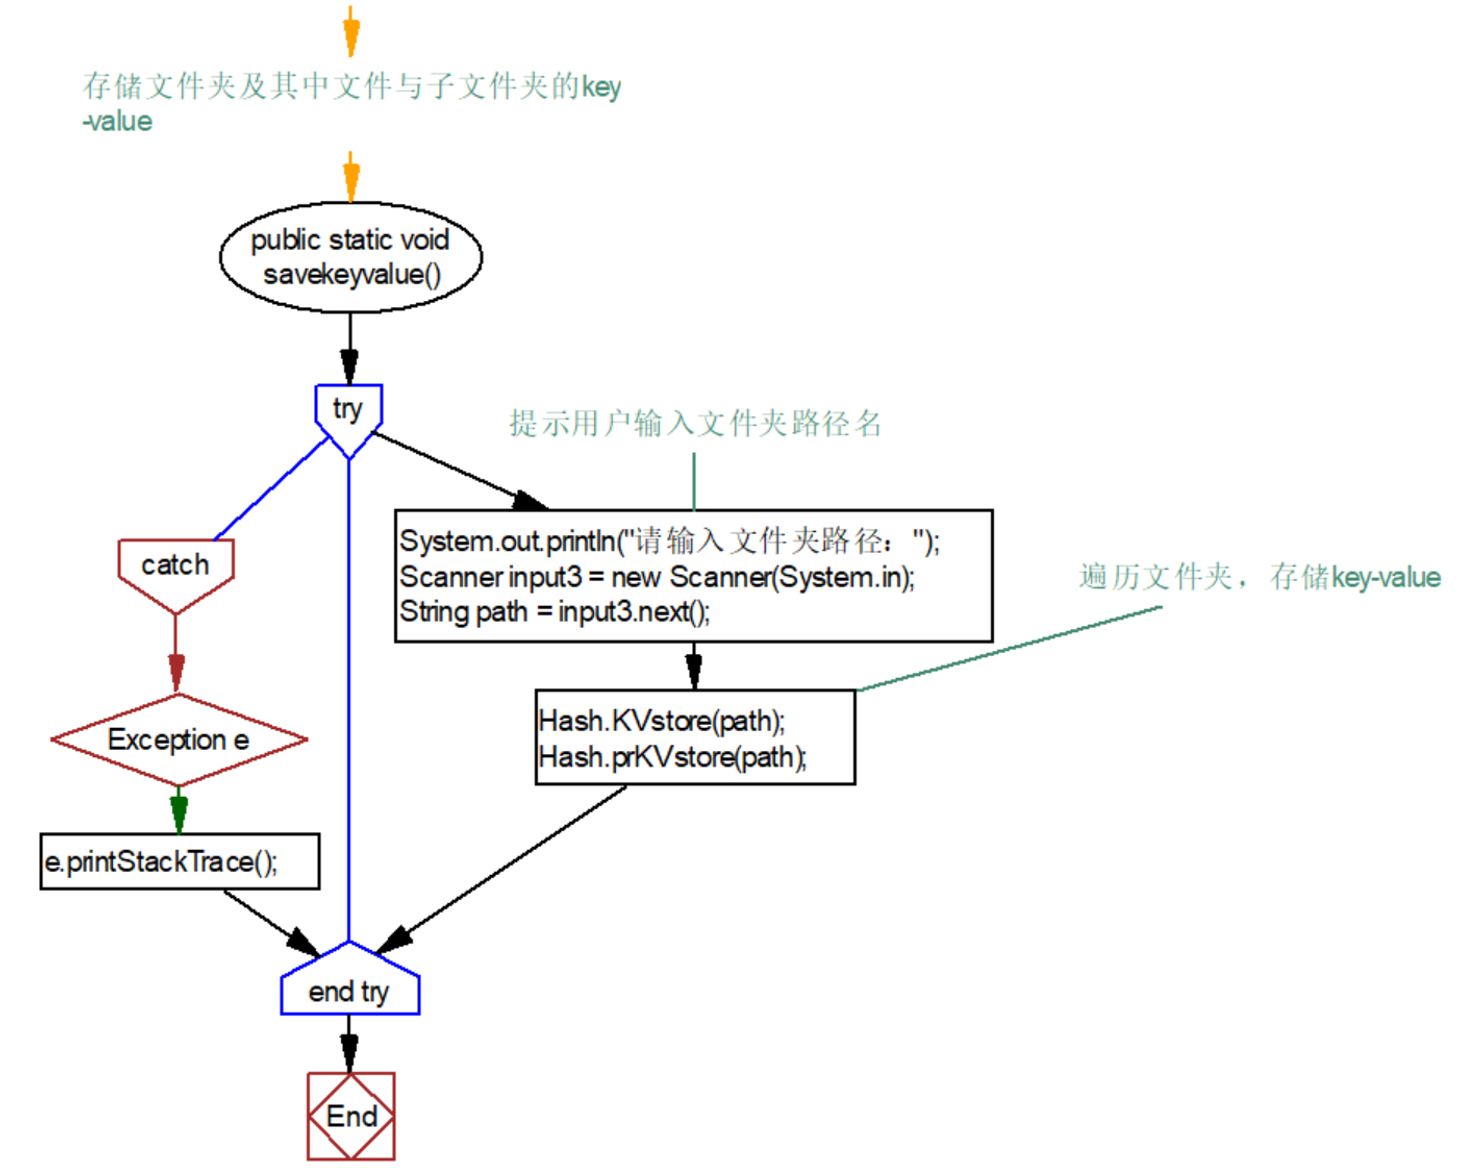 存储文件夹及其中文件与子文件夹的key
-value
public static void
savekeyvalue()
try
提示用户输入文件夹路径名
System.out.println("请输入文件夹路径：");
Scanner input3 = new Scanner(System.in);
String path = input3.next();
catch
遍历文件夹，存储key-value
Hash.KVstore(path);
Hash.prKVstore(path);
Exception e
e.printStackTrace();
end try
End